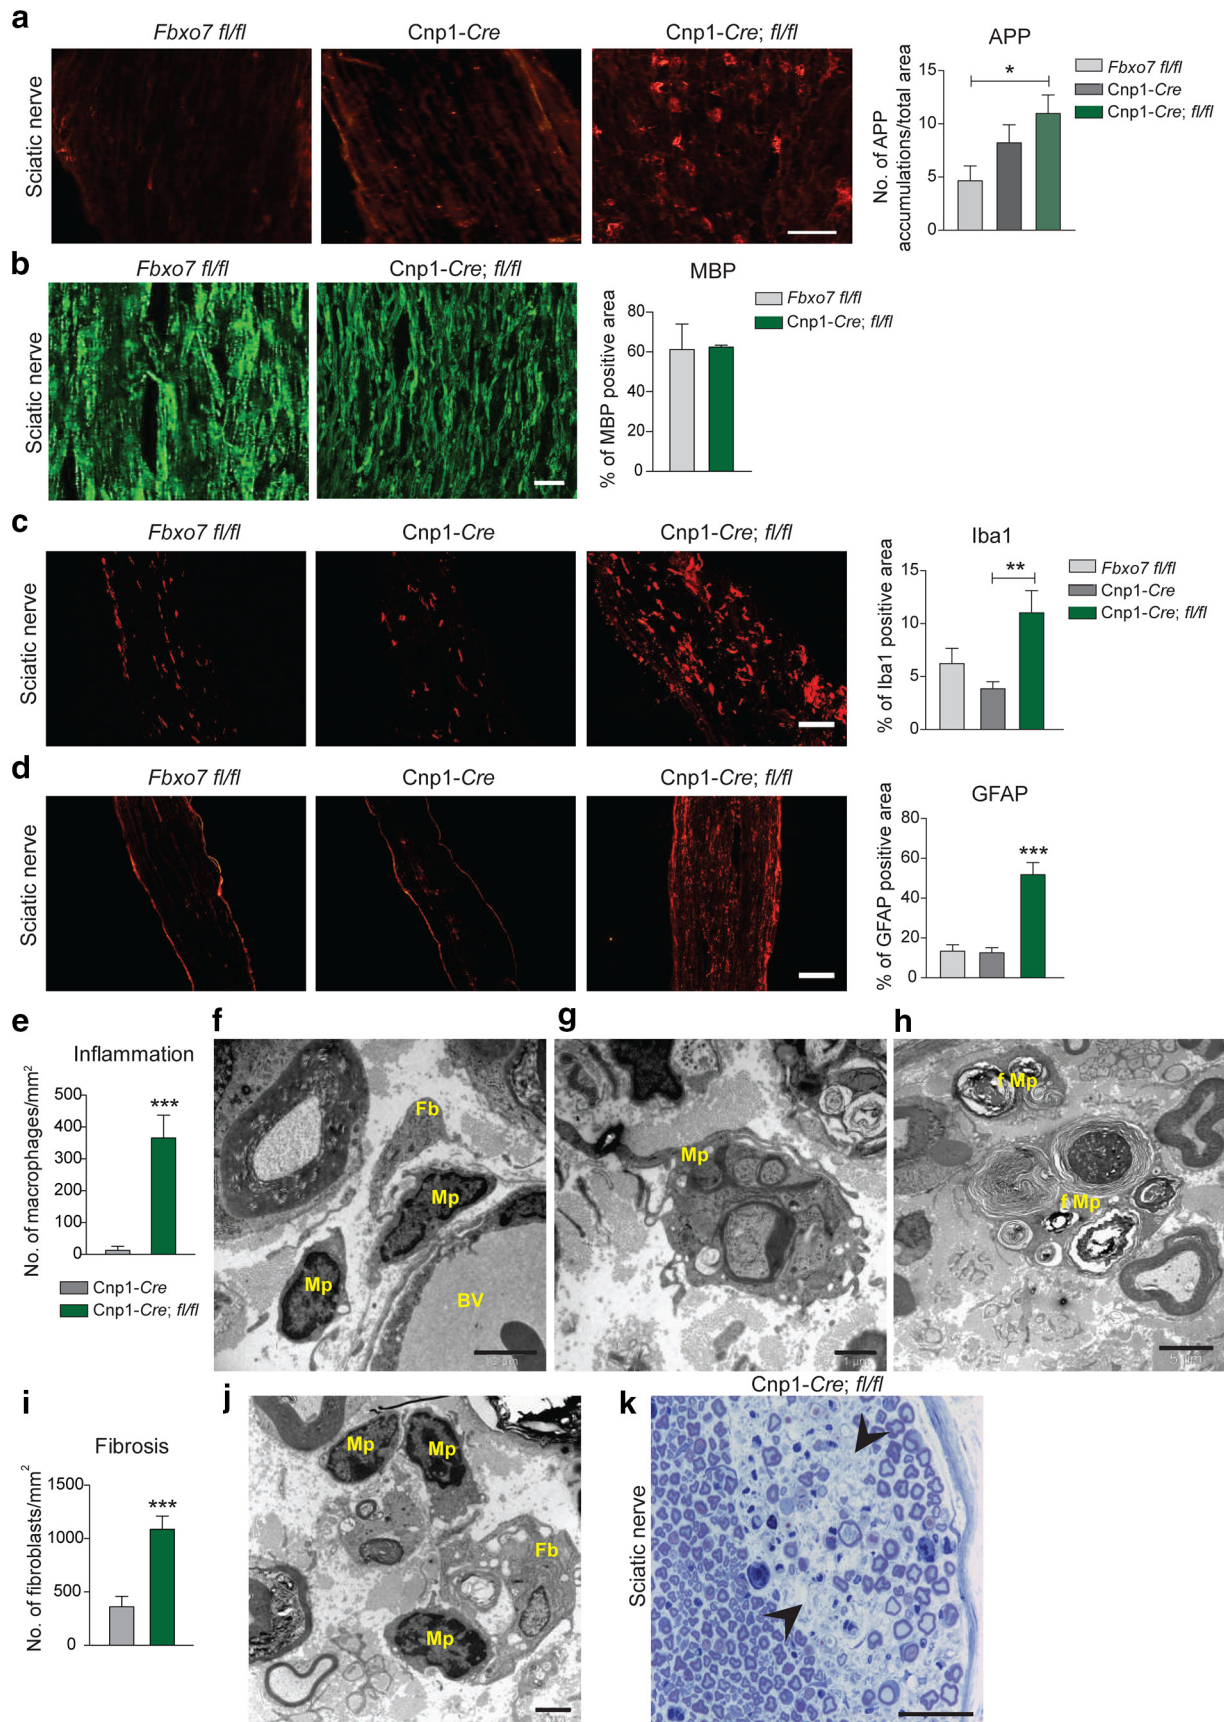 a
Fbxo7 fl/fl
Cnp1-Cre
Cnp1-Cre; fl/fl
Sciatic nerve
APP
No. of APP
accumulations/total area
15
10
5
0
*
Fbxo7 fl/fl
Cnp1-Cre
Cnp1-Cre; fl/fl
b
Fbxo7 fl/fl
Cnp1-Cre; fl/fl
Sciatic nerve
MBP
% of MBP positive area
80
60
40
20
0
Fbxo7 fl/fl
Cnp1-Cre; fl/fl
c
Fbxo7 fl/fl
Cnp1-Cre
Cnp1-Cre; fl/fl
Sciatic nerve
Iba1
% of Iba1 positive area
15
10
5
0
**
Fbxo7 fl/fl
Cnp1-Cre
Cnp1-Cre; fl/fl
d
Fbxo7 fl/fl
Cnp1-Cre
Cnp1-Cre; fl/fl
Sciatic nerve
GFAP
% of GFAP positive area
80
60
40
20
0
***
e
Inflammation
No. of macrophages/mm²
500
400
300
200
100
0
***
Cnp1-Cre
Cnp1-Cre; fl/fl
f
Fb
Mp
Mp
BV
2 µm
g
Mp
1 µm
h
f Mp
f Mp
5 µm
i
Fibrosis
No. of fibroblasts/mm²
1500
1000
500
0
***
j
Mp
Mp
Fb
Mp
k
Cnp1-Cre; fl/fl
Sciatic nerve